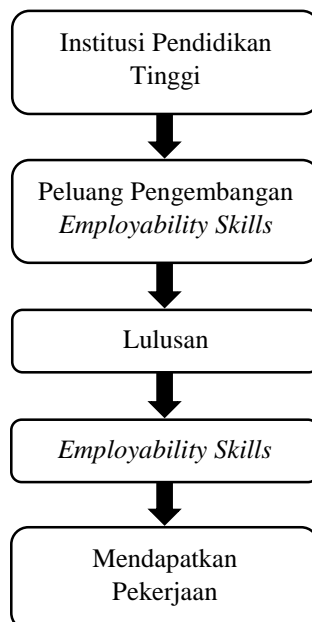 Institusi Pendidikan
Tinggi
Peluang Pengembangan
Employability Skills
Lulusan
Employability Skills
Mendapatkan
Pekerjaan